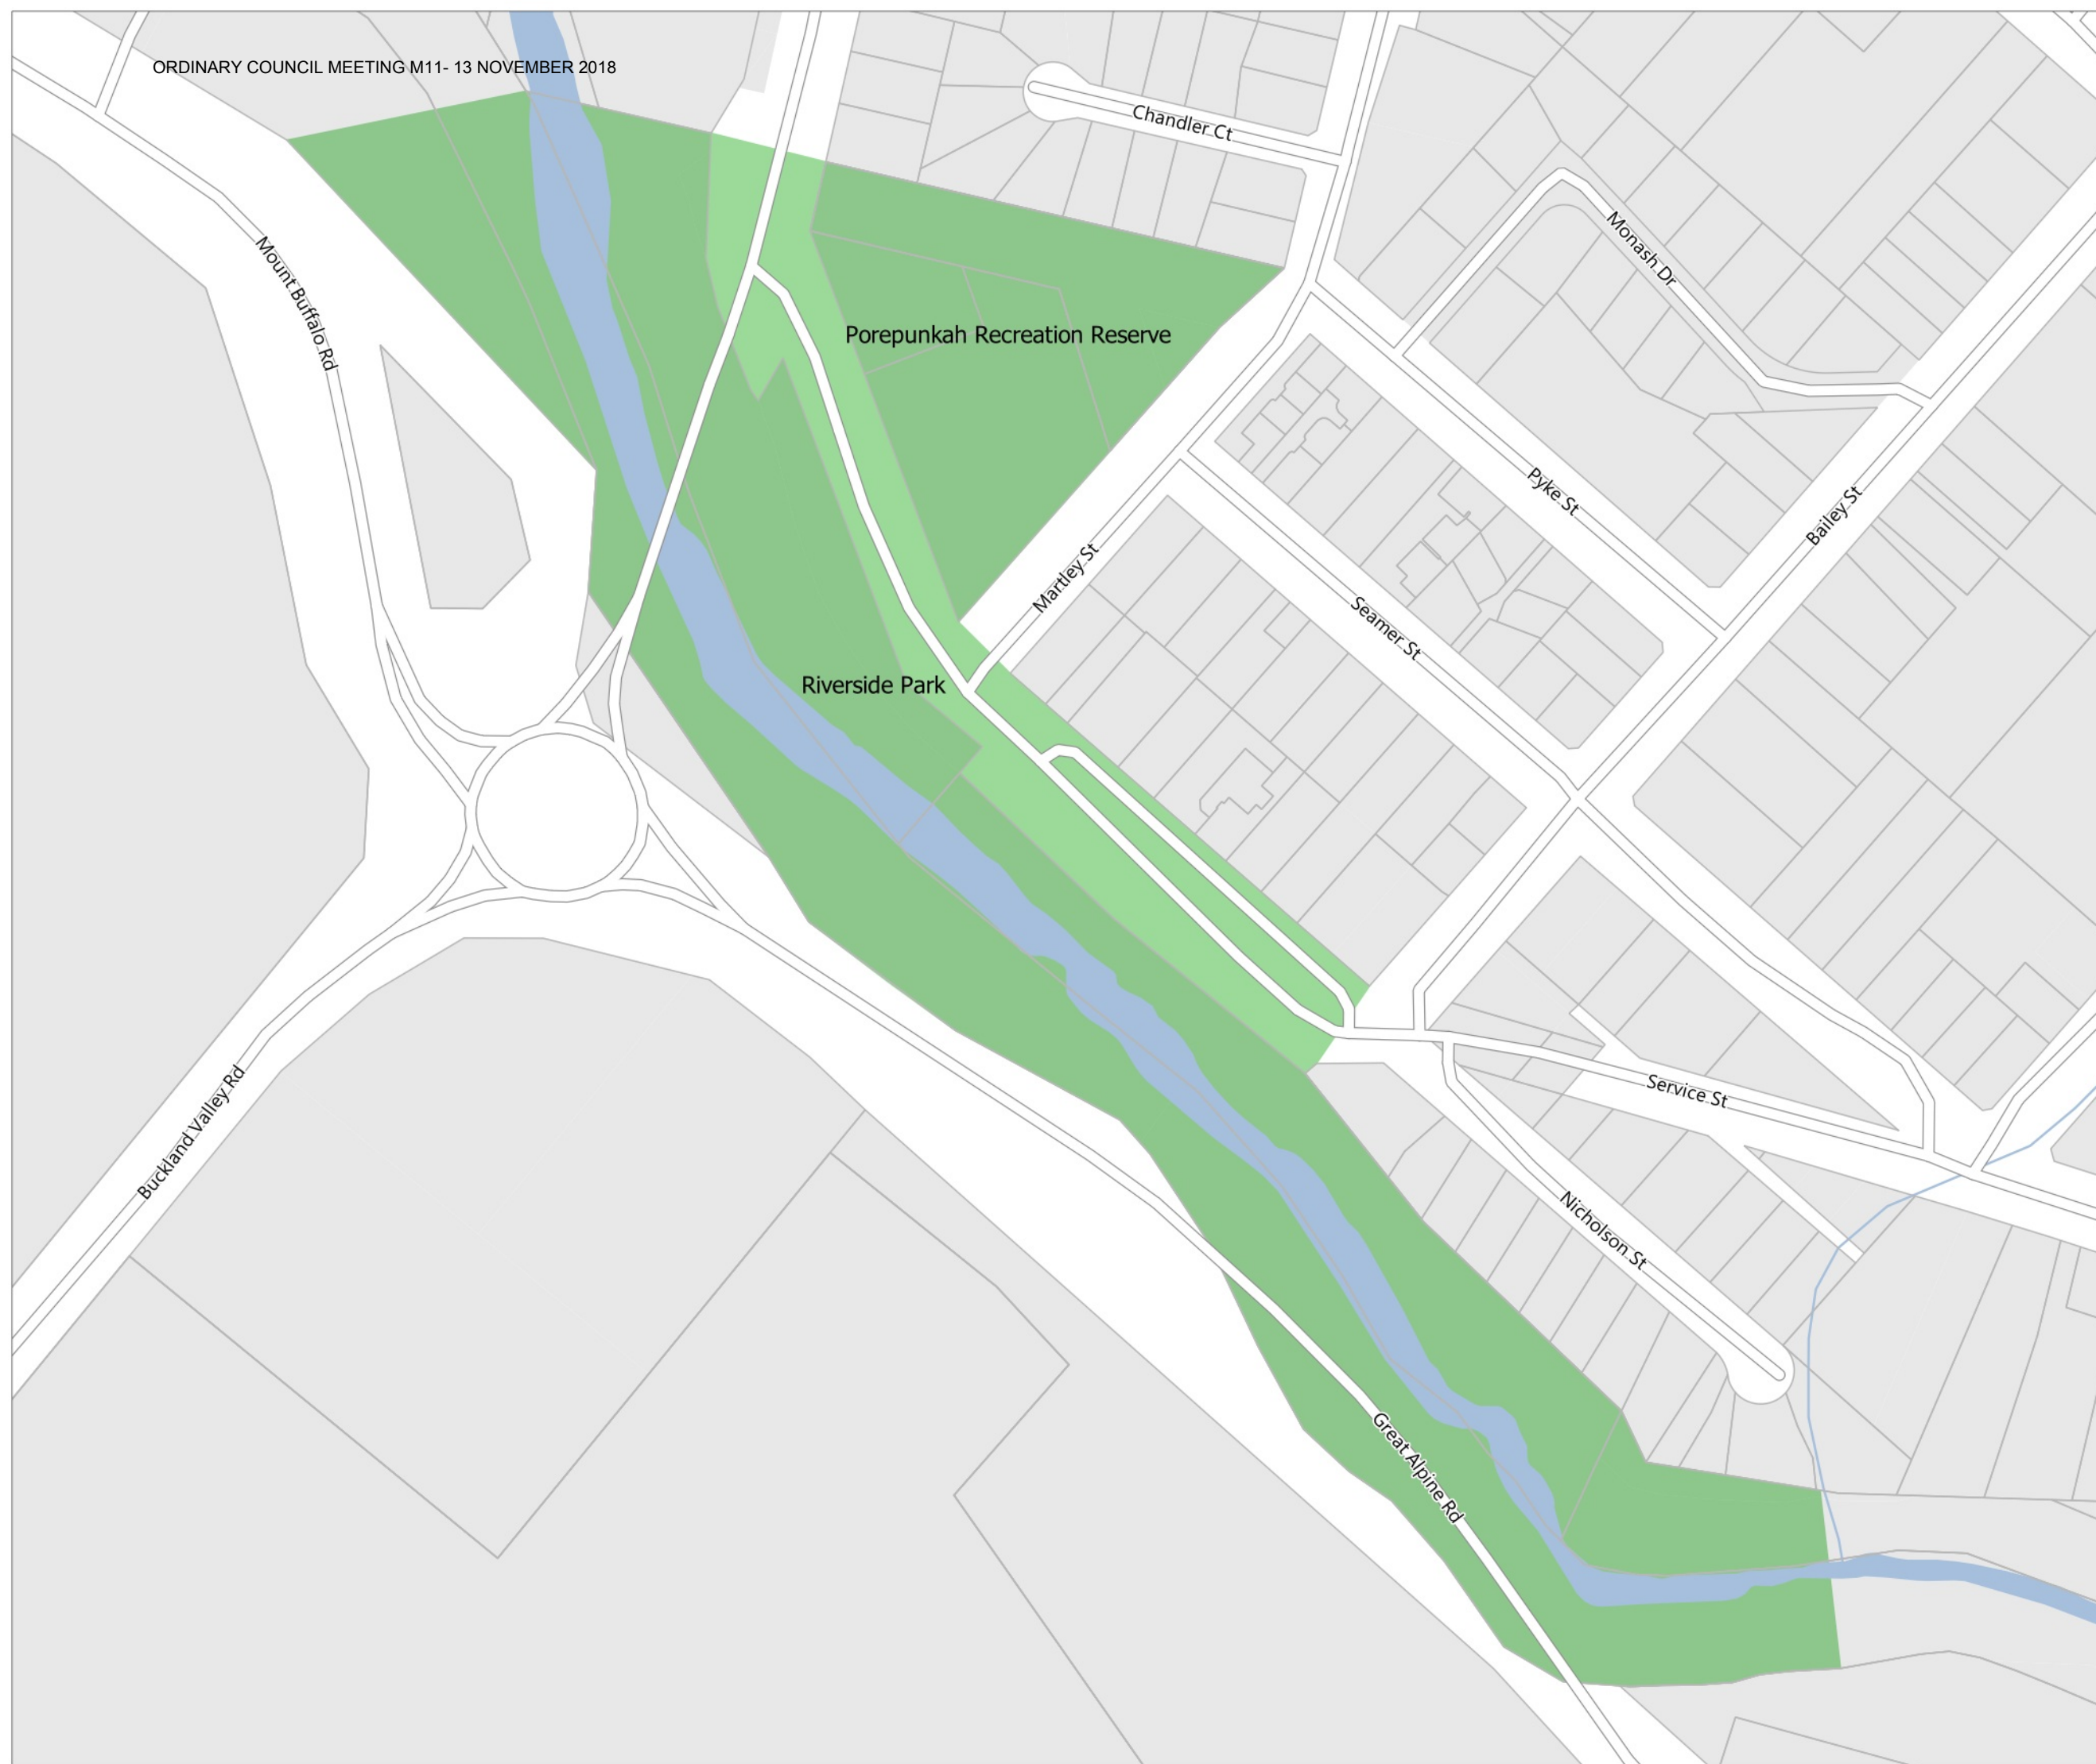 ORDINARY COUNCIL MEETING M11- 13 NOVEMBER 2018
Chandler Ct
Monash Dr
Mount Buffalo Rd
Porepunkah Recreation Reserve
Pyke St
Bailey St
Martley St
Seamer St
Riverside Park
Service St
Buckland Valley Rd
Nicholson St
Great Alpine Rd